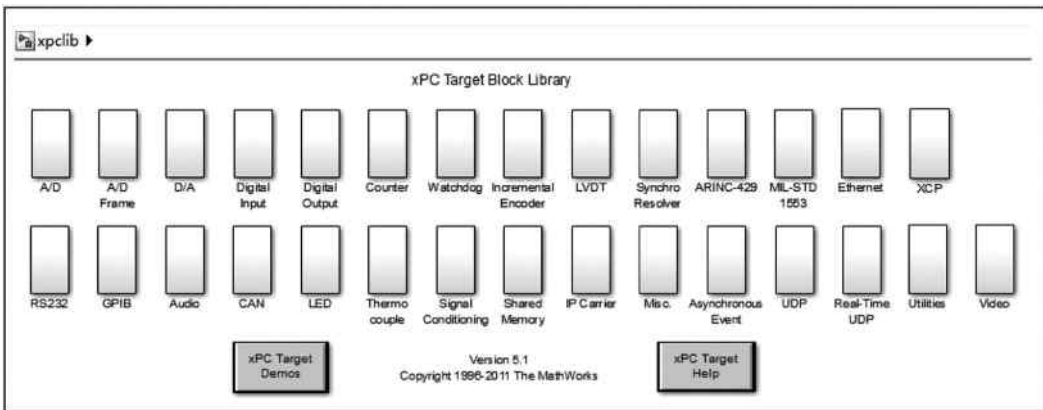 xpclib
xPC Target Block Library
A/D
A/D Frame
D/A
Digital Input
Digital Output
Counter
Watchdog
Incremental Encoder
LVDT
Synchro Resolver
ARINC-429
MIL-STD 1553
Ethernet
XCP
RS232
GPIB
Audio
CAN
LED
Thermo couple
Signal Conditioning
Shared Memory
IP Carrier
Misc.
Asynchronous Event
UDP
Real-Time UDP
Utilities
Video
xPC Target Demos
Version 5.1
Copyright 1996-2011 The MathWorks
xPC Target Help